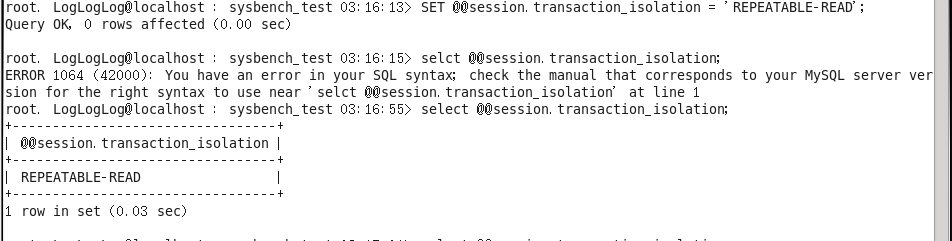 root. LogLogLog@localhost : sysbench_test 03:16:13> SET @@session.transaction_isolation = 'REPEATABLE-READ';
Query OK, 0 rows affected (0.00 sec)
root. LogLogLog@localhost : sysbench_test 03:16:15> selct @@session.transaction_isolation;
ERROR 1064 (42000): You have an error in your SQL syntax; check the manual that corresponds to your MySQL server ver
sion for the right syntax to use near 'selct @@session.transaction_isolation' at line 1
root. LogLogLog@localhost : sysbench_test 03:16:55> select @@session.transaction_isolation;
+--------------------------------+
| @@session.transaction_isolation |
+--------------------------------+
| REPEATABLE-READ |
+--------------------------------+
1 row in set (0.03 sec)